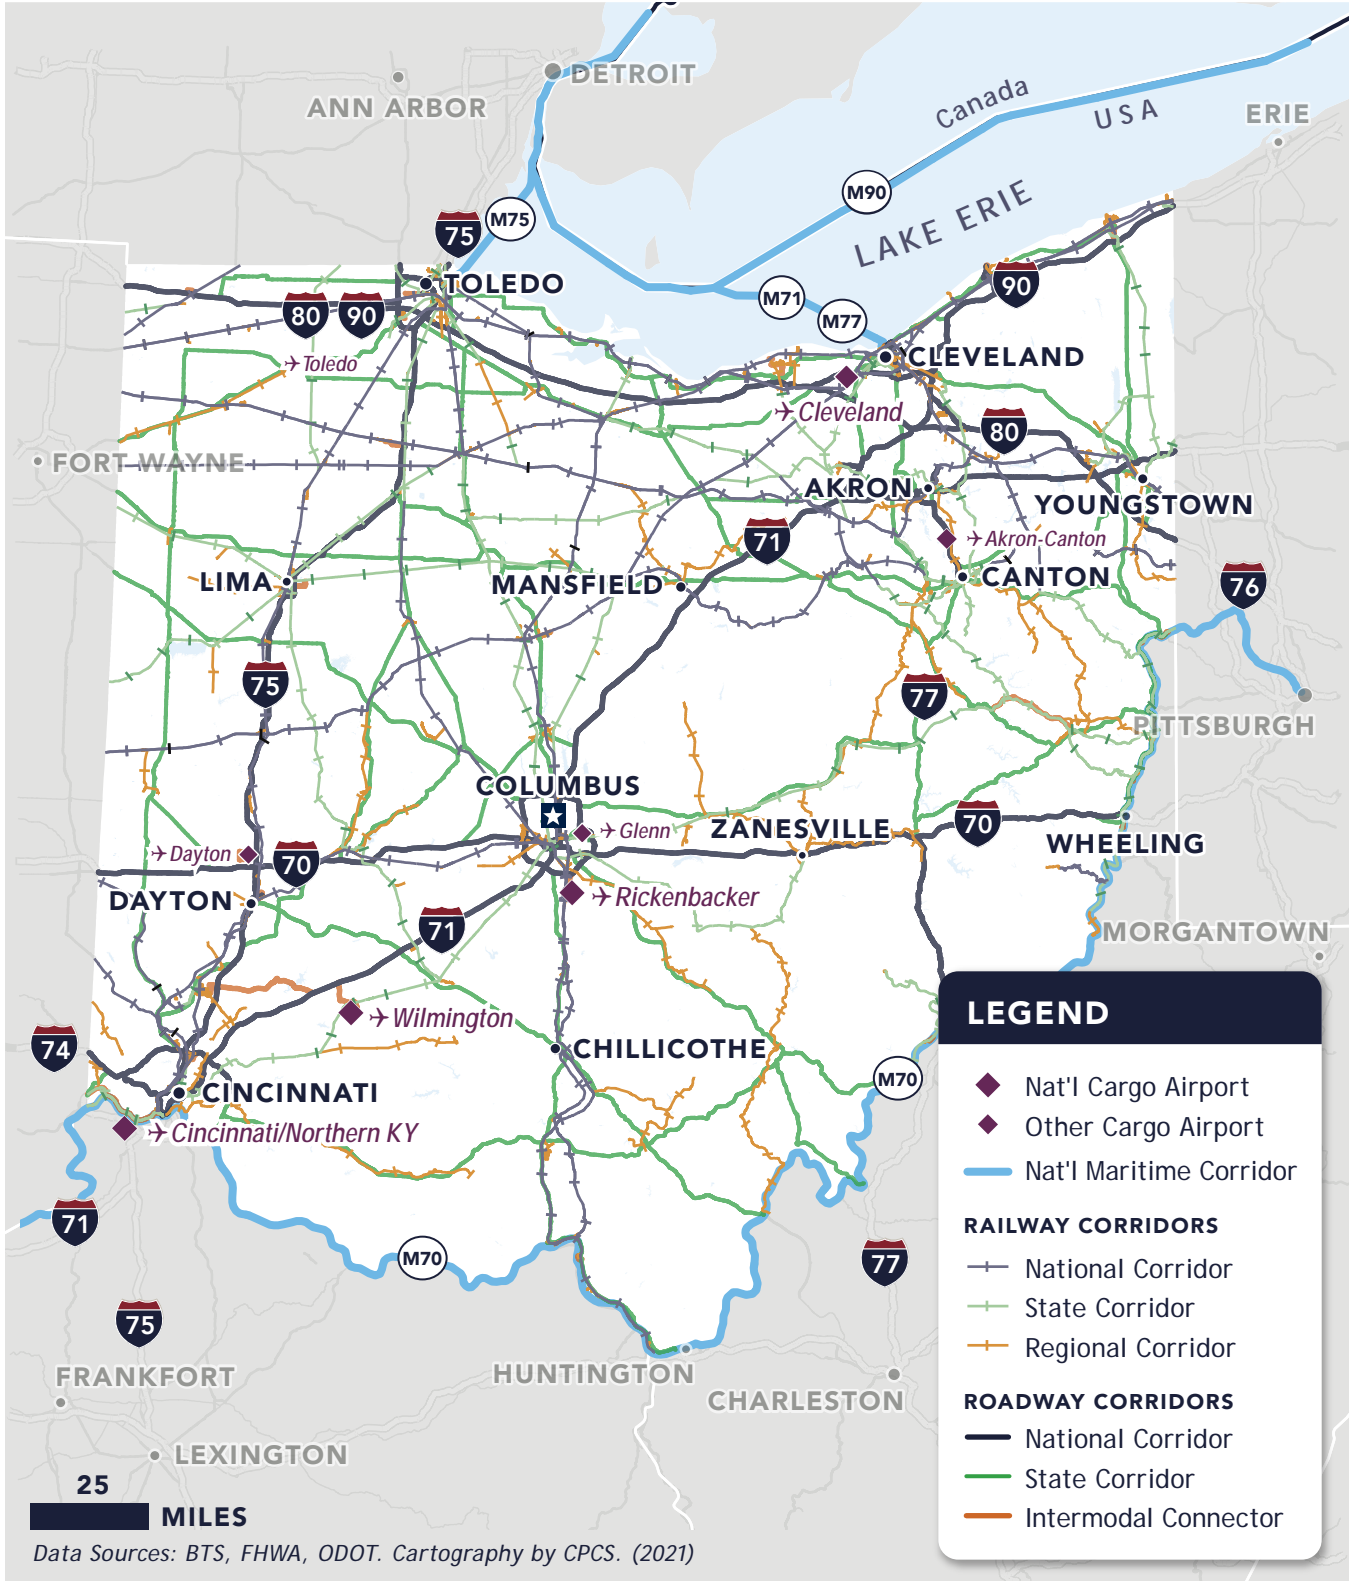 DETROIT
ANN ARBOR
Canada
USA
ERIE
M90
M75
75
LAKE ERIE
TOLEDO
M71
90
80
90
M77
CLEVELAND
Toledo
Cleveland
80
FORT WAYNE
AKRON
YOUNGSTOWN
71
Akron-Canton
LIMA
MANSFIELD
CANTON
76
75
77
PITTSBURGH
COLUMBUS
Glenn
ZANESVILLE
70
WHEELING
Dayton
70
DAYTON
Rickenbacker
71
MORGANTOWN
Wilmington
74
CHILLICOTHE
M70
CINCINNATI
Cincinnati/Northern KY
71
M70
77
75
FRANKFORT
HUNTINGTON
CHARLESTON
LEXINGTON
LEGEND
Nat'l Cargo Airport
Other Cargo Airport
Nat'l Maritime Corridor
RAILWAY CORRIDORS
National Corridor
State Corridor
Regional Corridor
ROADWAY CORRIDORS
National Corridor
State Corridor
Intermodal Connector
25
MILES
Data Sources: BTS, FHWA, ODOT. Cartography by CPCS. (2021)